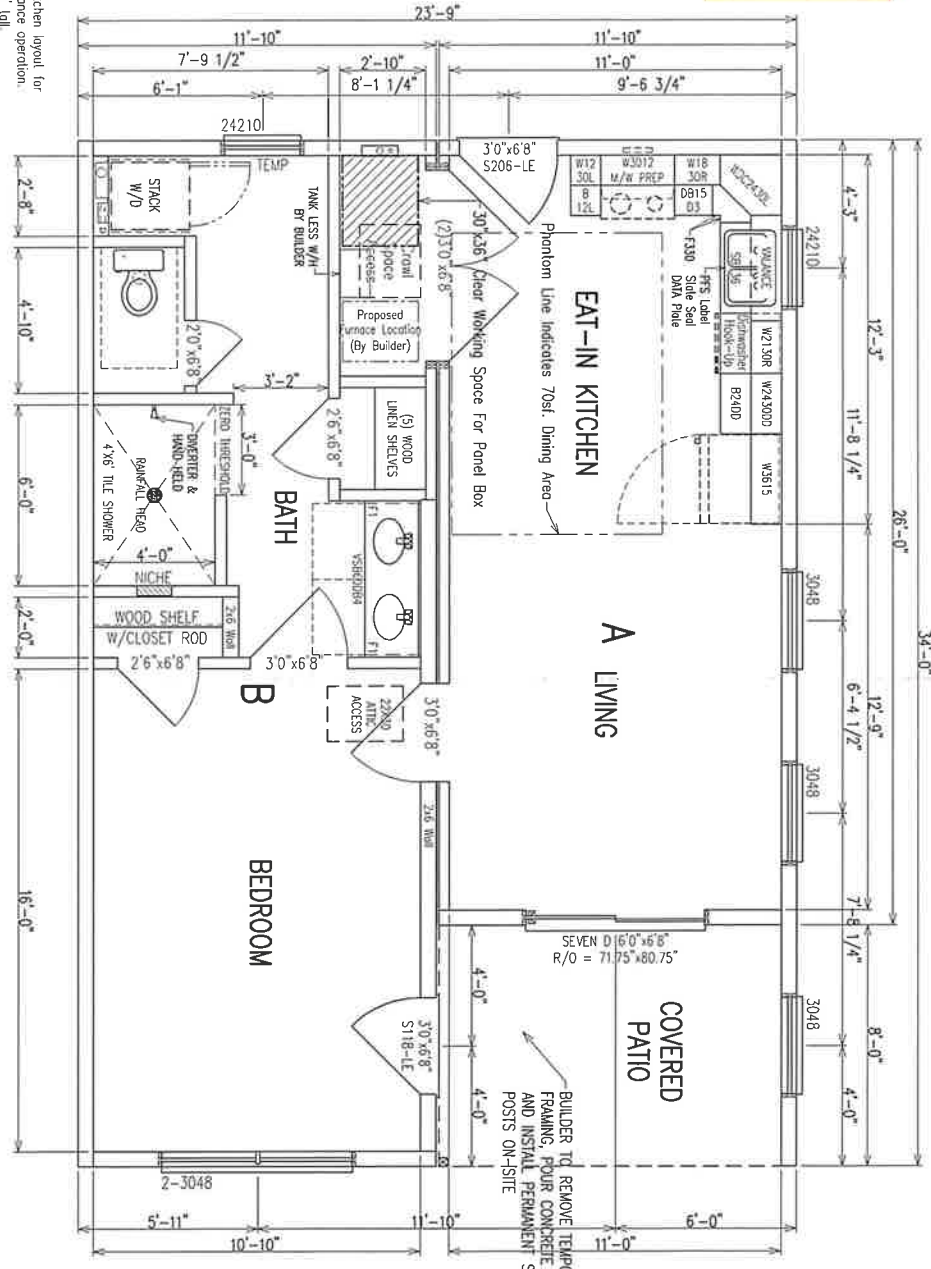 chen layout for
ance operation.
23'-9"
11'-10"
11'-10"
7'-9 1/2"
2'-10"
11'-0"
6'-1"
8'-1 1/4"
9'-6 3/4"
24210
TEMP
3'0"x6'8"
S206-LE
W12
30L
B
12L
W3012
M/W PREP
W18
30R
DB15
D3
WDC2430L
F330
PFS Label
State Seal
DATA Plate
VALANCE
SBU36
Dishwasher
Hook-Up
W2130R
W2430DD
B24DD
W3615
24210
4'-3"
12'-3"
11'-8 1/4"
26'-0"
34'-0"
3048
6'-4 1/2"
12'-9"
3048
7'-8 1/4"
8'-0"
3048
4'-0"
STACK
W/D
TANK LESS W/H
BY BUILDER
30"x36" Clear Working Space For Panel Box
(2)3'0"x6'8"
Crawl
Space
Access
Proposed
Furnace Location
(By Builder)
Phantom Line Indicates 70sf. Dining Area
EAT-IN KITCHEN
2'-8"
4'-10"
2'0"x6'8"
3'-2"
2'6"x6'8"
(5) WOOD
LINEN SHELVES
ZERO THRESHOLD
3'-0"
DIVERTER &
HAND-HELD
RAINFALL HEAD
4'X6' TILE SHOWER
6'-0"
4'-0"
NICHE
BATH
F1
F1
WOOD SHELF
W/CLOSET ROD
2x6 Wall
2'-0"
2'6"x6'8"
3'0"x6'8"
A
LIVING
B
ATTIC
ACCESS
3'0"x6'8"
2x6 Wall
BEDROOM
16'-0"
SEVEN D 6'0"x6'8"
R/O = 71.75"x80.75"
4'-0"
4'-0"
3'0"x6'8"
S118-LE
COVERED
PATIO
BUILDER TO REMOVE
FRAMING, POUR CONCRETE
AND INSTALL PERMANENT
POSTS ON-SITE
2-3048
5'-11"
11'-10"
6'-0"
10'-10"
11'-0"